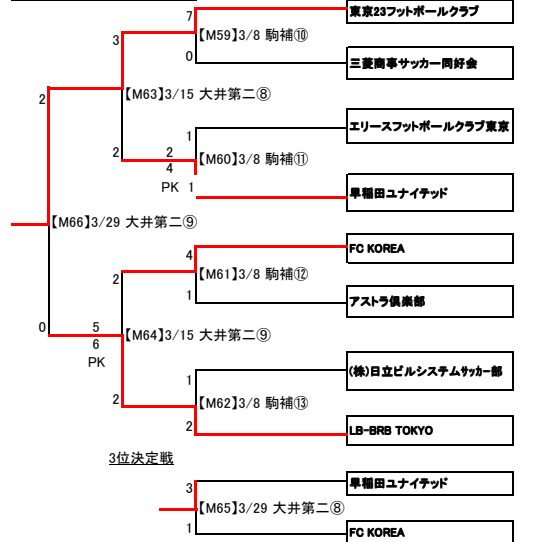 東京23フットボールクラブ
7
3
【M59】3/8 駒補⑩
0
三菱商事サッカー同好会
2
【M63】3/15 大井第二⑧
エリースフットボールクラブ東京
1
2
2
【M60】3/8 駒補⑪
4
PK 1
早稲田ユナイテッド
【M66】3/29 大井第二⑨
FC KOREA
4
2
【M61】3/8 駒補⑫
1
アストラ倶楽部
0
5
【M64】3/15 大井第二⑨
6
PK
(株)日立ビルシステムサッカー部
1
2
【M62】3/8 駒補⑬
2
LB-BRB TOKYO
3位決定戦
早稲田ユナイテッド
3
【M65】3/29 大井第二⑧
1
FC KOREA